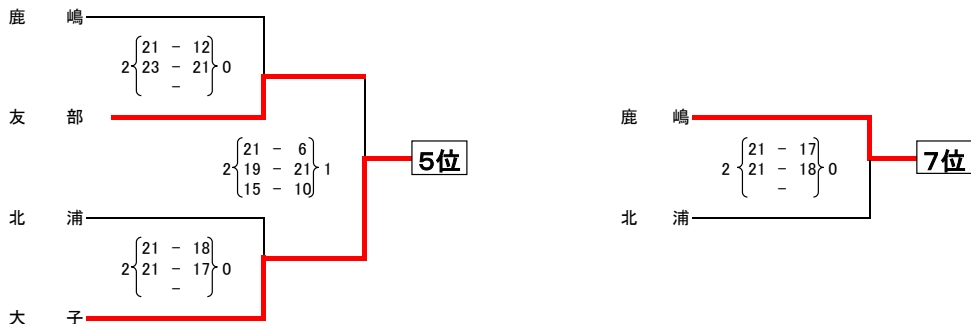 鹿 嶋
2 21 - 12 0
23 - 21
-
友 部
2 21 - 6 1
19 - 21
15 - 10
5位
北 浦
2 21 - 18 0
21 - 17
-
大 子
鹿 嶋
2 21 - 17 0
21 - 18
-
7位
北 浦